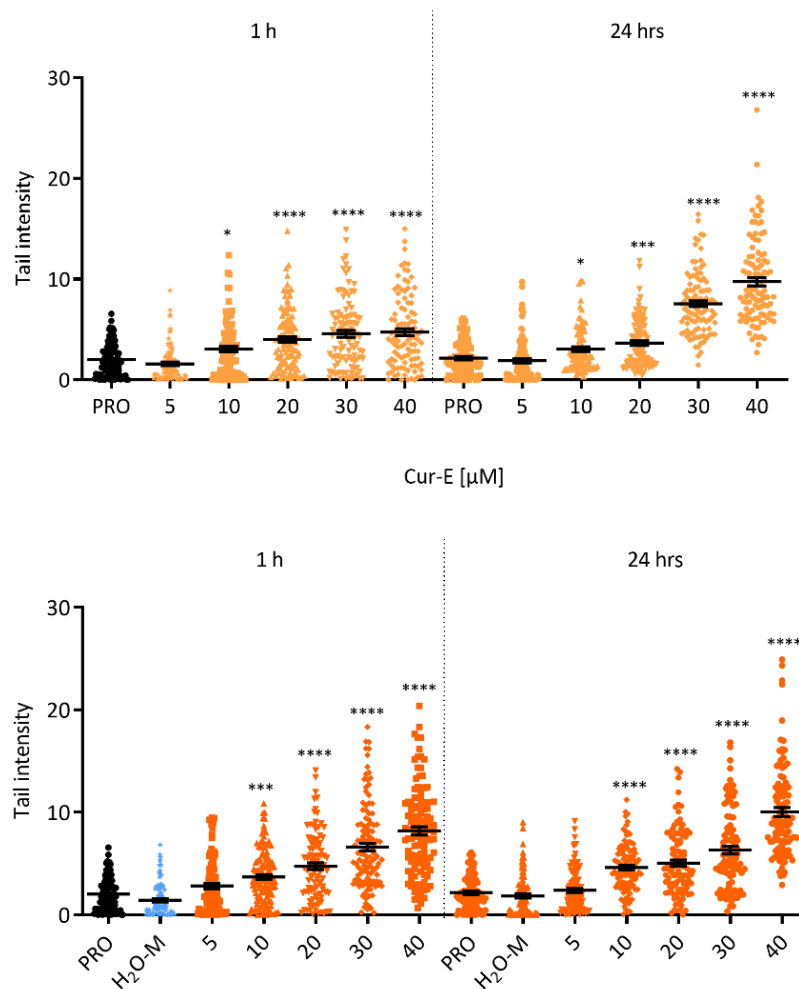 1 h 24 hrs
30
**** 
Tail intensity
20
**** **** **** ****
* ***
*
10
0
PRO 5 10 20 30 40 PRO 5 10 20 30 40
Cur-E [µM]
1 h 24 hrs
30
****
Tail intensity
20
**** **** ****
**** ****
*** ****
10
0
PRO H₂O-M 5 10 20 30 40 PRO H₂O-M 5 10 20 30 40